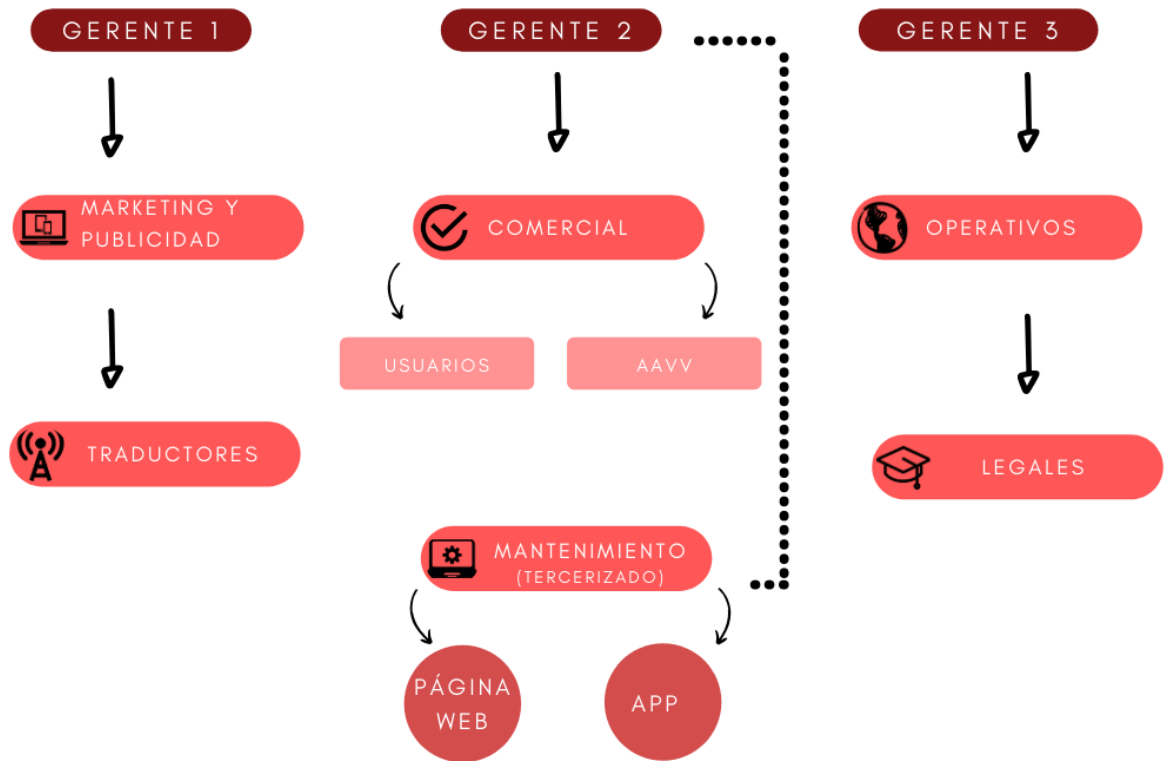 GERENTE 1
GERENTE 2
GERENTE 3
MARKETING Y
PUBLICIDAD
COMERCIAL
OPERATIVOS
USUARIOS
AAVV
TRADUCTORES
LEGALES
MANTENIMIENTO
(TERCERIZADO)
PÁGINA
WEB
APP